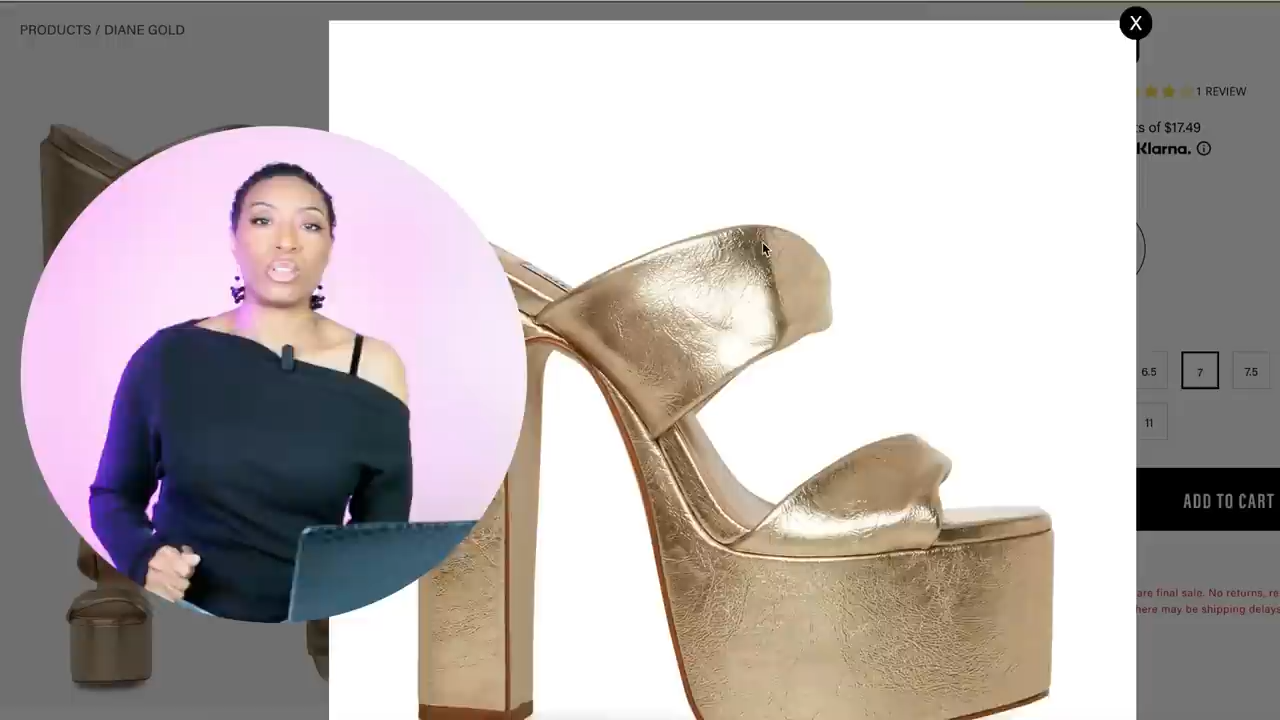 PRODUCTS / DIANE GOLD
X
1 REVIEW
ts of $17.49
Klarna.
6.5
7
7.5
11
ADD TO CART
are final sale. No returns, re
here may be shipping delays